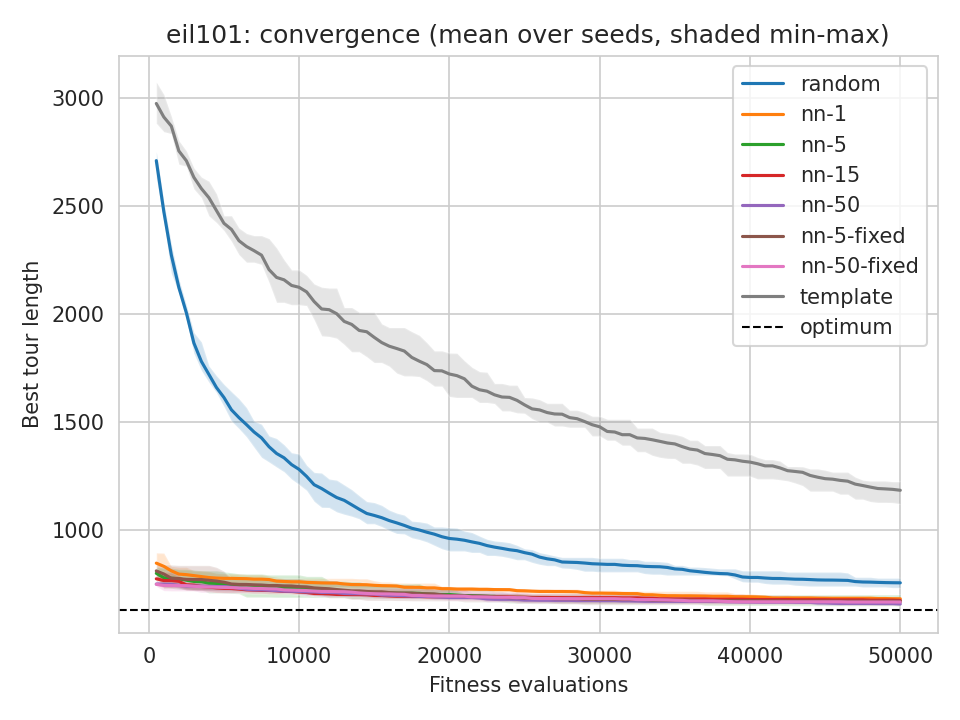 eil101: convergence (mean over seeds, shaded min-max)
random
nn-1
nn-5
nn-15
nn-50
nn-5-fixed
nn-50-fixed
template
optimum
Best tour length
3000
2500
2000
1500
1000
0
10000
20000
30000
40000
50000
Fitness evaluations